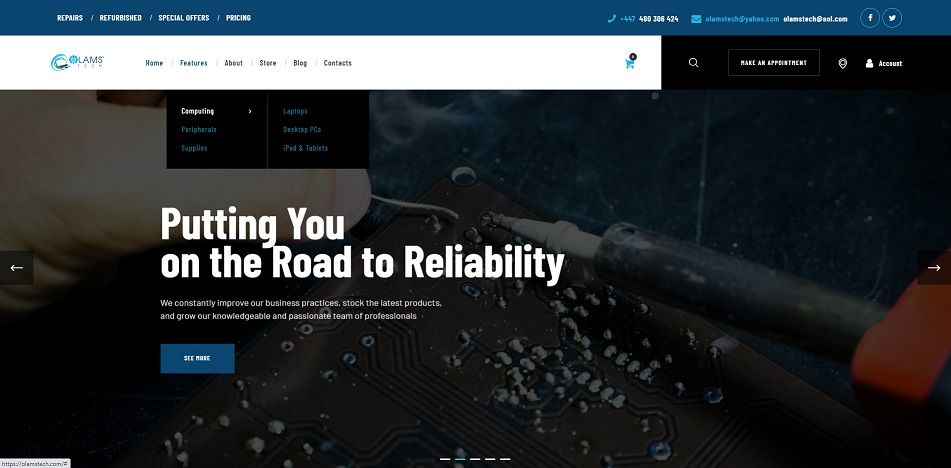 REPAIRS / REFURBISHED / SPECIAL OFFERS / PRICING
+447 480 306 424 olamstech@yahoo.com olamstech@aol.com
OLAMS TECH
Home / Features / About / Store / Blog / Contacts
0
MAKE AN APPOINTMENT
Account
Computing
Peripherals
Supplies
Laptops
Desktop PCs
iPad & Tablets
Putting You
on the Road to Reliability
We constantly improve our business practices, stock the latest products,
and grow our knowledgeable and passionate team of professionals
SEE MORE
https://olamstech.com/#